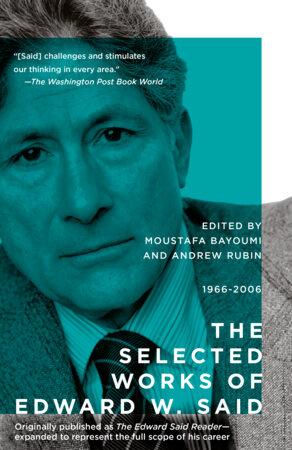 “[Said] challenges and stimulates
our thinking in every area.”
—The Washington Post Book World
EDITED BY
MOUSTAFA BAYOUMI
AND ANDREW RUBIN
1966-2006
THE
SELECTED
WORKS OF
EDWARD W. SAID
Originally published as The Edward Said Reader—
expanded to represent the full scope of his career